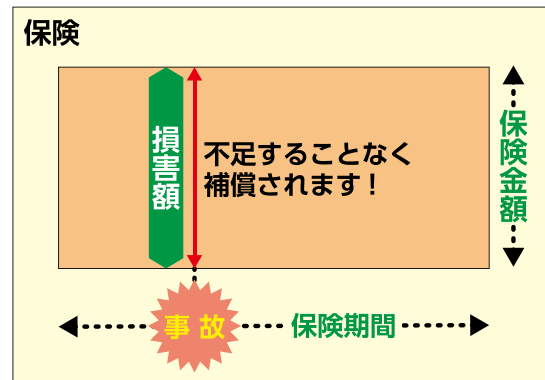 保険
損害額
不足することなく
補償されます！
保険金額
事故
保険期間